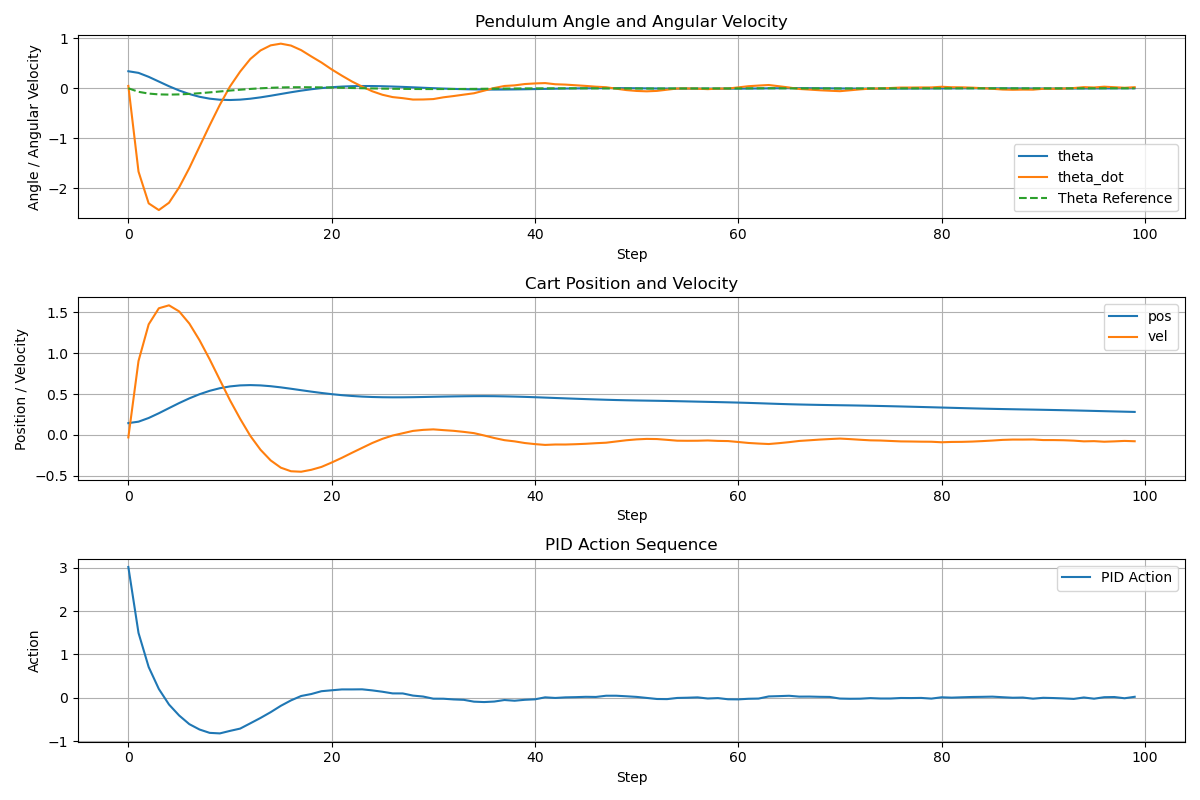 Pendulum Angle and Angular Velocity
Angle / Angular Velocity
1
0
−1
−2
theta
theta_dot
Theta Reference
0 20 40 60 80 100
Step
Cart Position and Velocity
Position / Velocity
1.5
1.0
0.5
0.0
−0.5
pos
vel
0 20 40 60 80 100
Step
PID Action Sequence
Action
3
2
1
0
−1
PID Action
0 20 40 60 80 100
Step